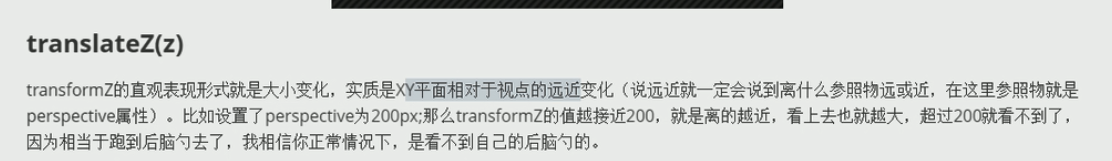 translateZ(z)
transformZ的直观表现形式就是大小变化，实质是XY平面相对于视点的远近变化（说远近就一定会说到离什么参照物远或近，在这里参照物就是
perspective属性）。比如设置了perspective为200px;那么transformZ的值越接近200，就是离的越近，看上去也就越大，超过200就看不到了，
因为相当于跑到后脑勺去了，我相信你正常情况下，是看不到自己的后脑勺的。